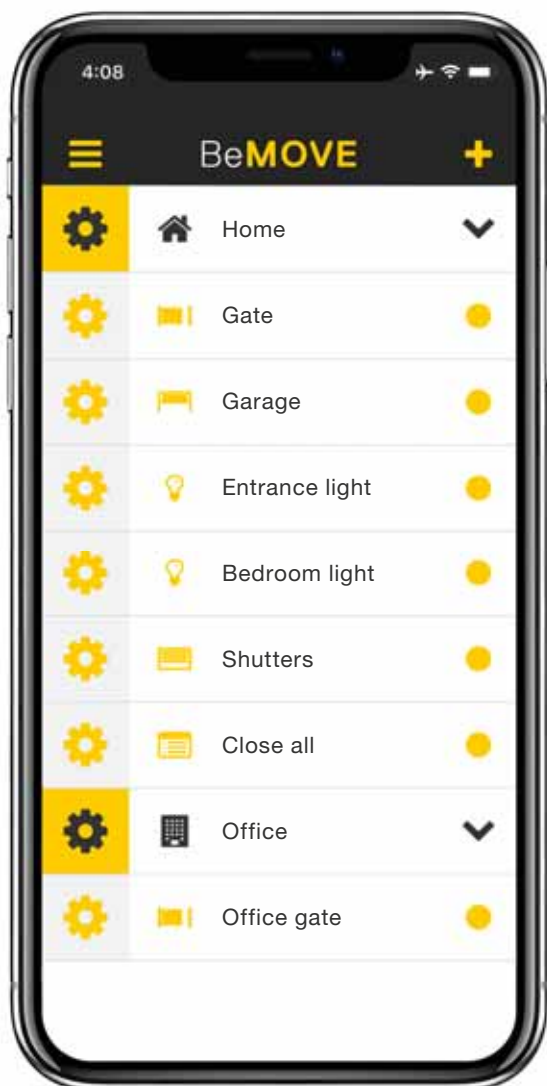 4:08
BeMOVE
Home
Gate
Garage
Entrance light
Bedroom light
Shutters
Close all
Office
Office gate